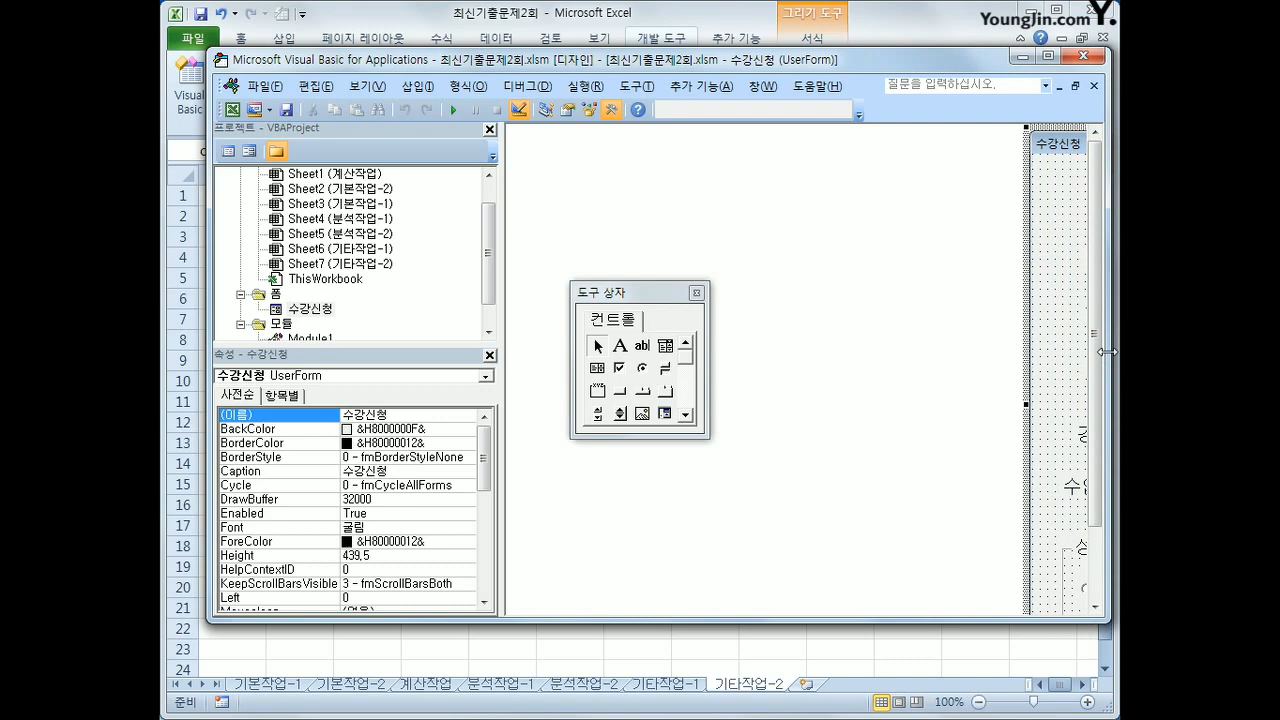 최신기출문제2회 - Microsoft Excel
그리기 도구
YoungJin.com Y.
파일 홈 삽입 페이지 레이아웃 수식 데이터 검토 보기 개발 도구 추가 기능 서식
Visual
Basic
Microsoft Visual Basic for Applications - 최신기출문제2회.xlsm [디자인] - [최신기출문제2회.xlsm - 수강신청 (UserForm)]
파일(F) 편집(E) 보기(V) 삽입(I) 형식(O) 디버그(D) 실행(R) 도구(T) 추가 기능(A) 창(W) 도움말(H)
질문을 입력하십시오.
프로젝트 - VBAProject
Sheet1 (계산작업)
Sheet2 (기본작업-2)
Sheet3 (기본작업-1)
Sheet4 (분석작업-1)
Sheet5 (분석작업-2)
Sheet6 (기타작업-1)
Sheet7 (기타작업-2)
ThisWorkbook
폼
수강신청
모듈
Module1
속성 - 수강신청
수강신청 UserForm
사전순 항목별
(이름) 수강신청
BackColor &H8000000F&
BorderColor &H80000012&
BorderStyle 0 - fmBorderStyleNone
Caption 수강신청
Cycle 0 - fmCycleAllForms
DrawBuffer 32000
Enabled True
Font 굴림
ForeColor &H80000012&
Height 439,5
HelpContextID 0
KeepScrollBarsVisible 3 - fmScrollBarsBoth
Left 0
도구 상자
컨트롤
A abl
수강신청
1
2
3
4
5
6
7
8
9
10
11
12
13
14
15
16
17
18
19
20
21
22
23
24
기본작업-1 기본작업-2 계산작업 분석작업-1 분석작업-2 기타작업-1 기타작업-2
준비
100%